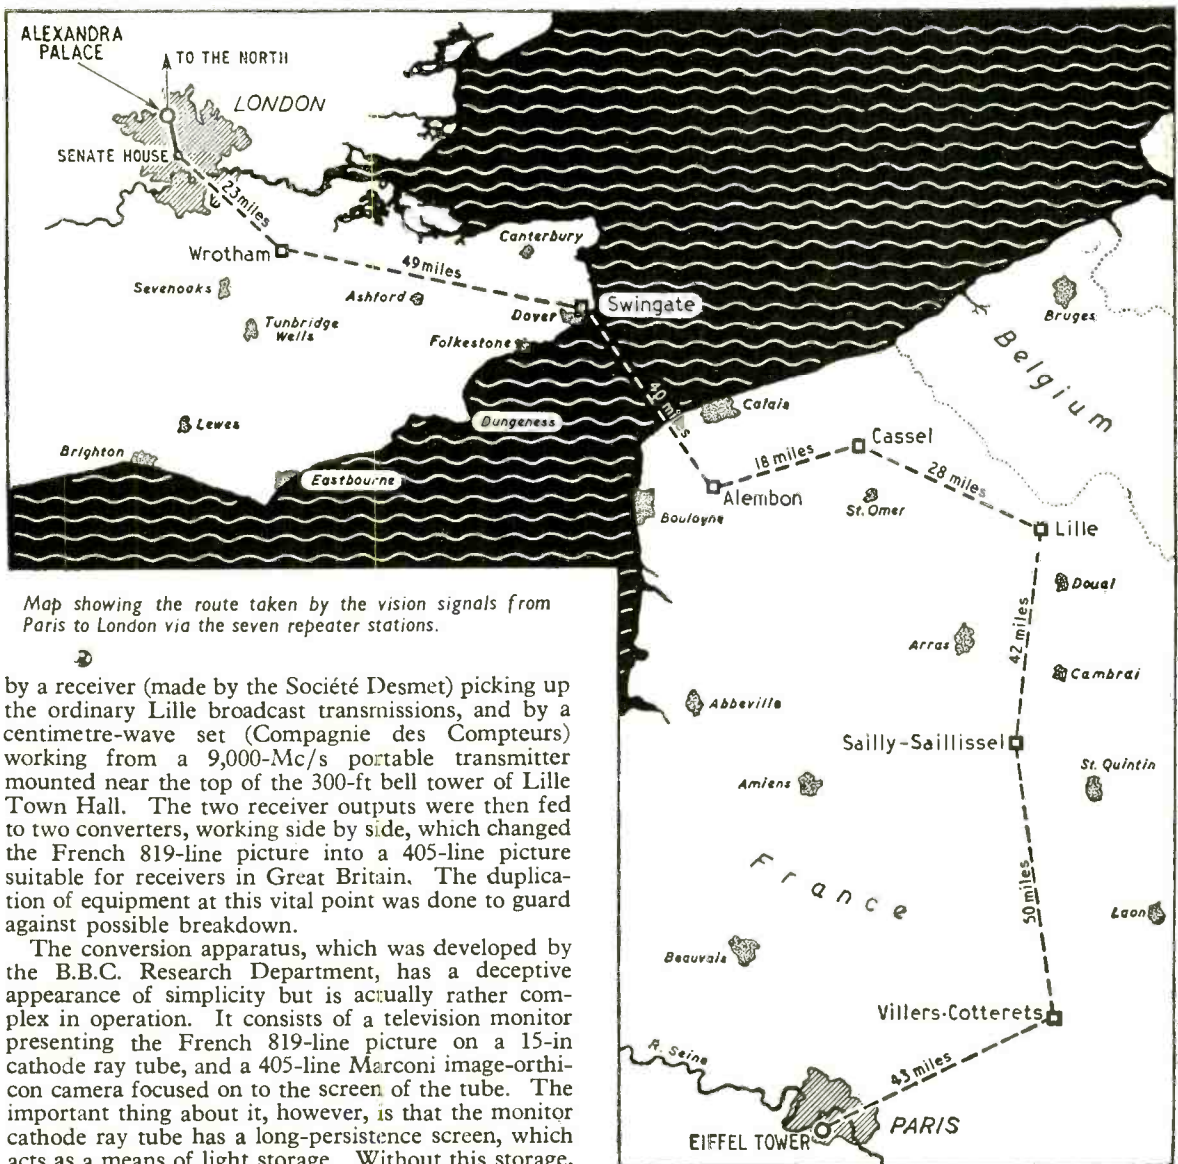 ALEXANDRA
PALACE
TO THE NORTH
LONDON
SENATE HOUSE
23 miles
Wrotham
49 miles
Canterbury
Sevenoaks
Ashford
Swingate
Dover
Tunbridge
Wells
Folkestone
Bruges
Belgium
40 miles
Calais
Lewes
Dungeness
Cassel
Brighton
18 miles
28 miles
Eastbourne
Alembon
St. Omer
Boulogne
Lille
Douai
42 miles
Arras
Cambrai
Abbeville
Sailly-Saillissel
St. Quintin
Amiens
France
50 miles
Laon
Beauvais
Villers-Cotterets
R. Seine
43 miles
PARIS
EIFFEL TOWER
Map showing the route taken by the vision signals from
Paris to London via the seven repeater stations.
by a receiver (made by the Société Desmet) picking up
the ordinary Lille broadcast transmissions, and by a
centimetre-wave set (Compagnie des Compteurs)
working from a 9,000-Mc/s portable transmitter
mounted near the top of the 300-ft bell tower of Lille
Town Hall. The two receiver outputs were then fed
to two converters, working side by side, which changed
the French 819-line picture into a 405-line picture
suitable for receivers in Great Britain. The duplica-
tion of equipment at this vital point was done to guard
against possible breakdown.
The conversion apparatus, which was developed by
the B.B.C. Research Department, has a deceptive
appearance of simplicity but is actually rather com-
plex in operation. It consists of a television monitor
presenting the French 819-line picture on a 15-in
cathode ray tube, and a 405-line Marconi image-orthi-
con camera focused on to the screen of the tube. The
important thing about it, however, is that the monitor
cathode ray tube has a long-persistence screen, which
acts as a means of light storage. Without this storage,